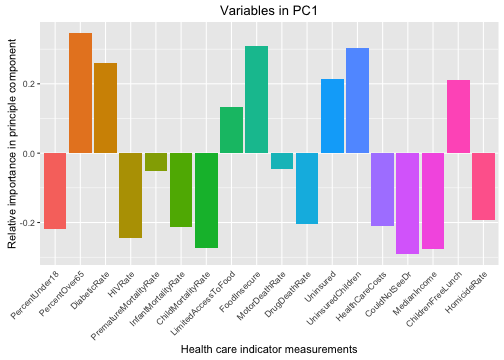 Variables in PC1
Relative importance in principle component
0.2
0.0
-0.2
PercentUnder18
PercentOver65
DiabeticRate
HIVRate
PrematureMortalityRate
InfantMortalityRate
ChildMortalityRate
LimitedAccessToFood
FoodInsecure
MotorDeathRate
DrugDeathRate
Uninsured
UninsuredChildren
HealthCareCosts
CouldNotSeeDr
MedianIncome
ChildrenFreeLunch
HomicideRate
Health care indicator measurements